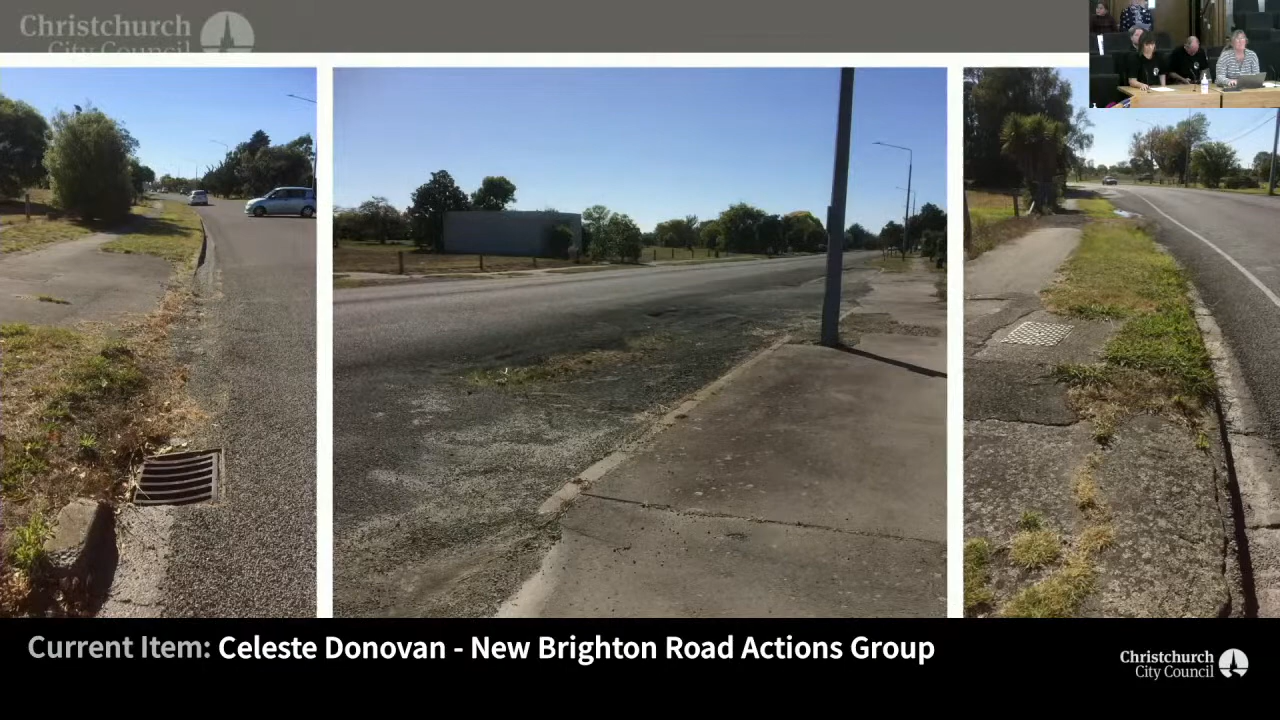 Christchurch
City Council
Current Item: Celeste Donovan - New Brighton Road Actions Group
Christchurch
City Council